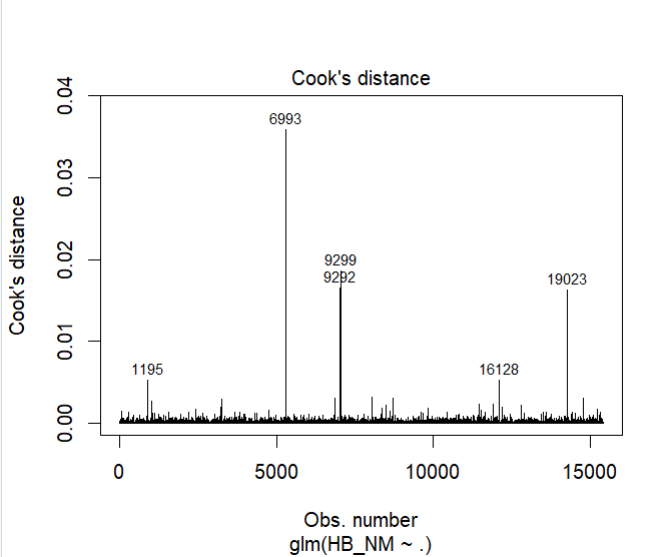 Cook's distance
0.04
0.03
0.02
0.01
0.00
Cook's distance
6993
9299
9292
19023
1195
16128
0 5000 10000 15000
Obs. number
glm(HB_NM ~ .)